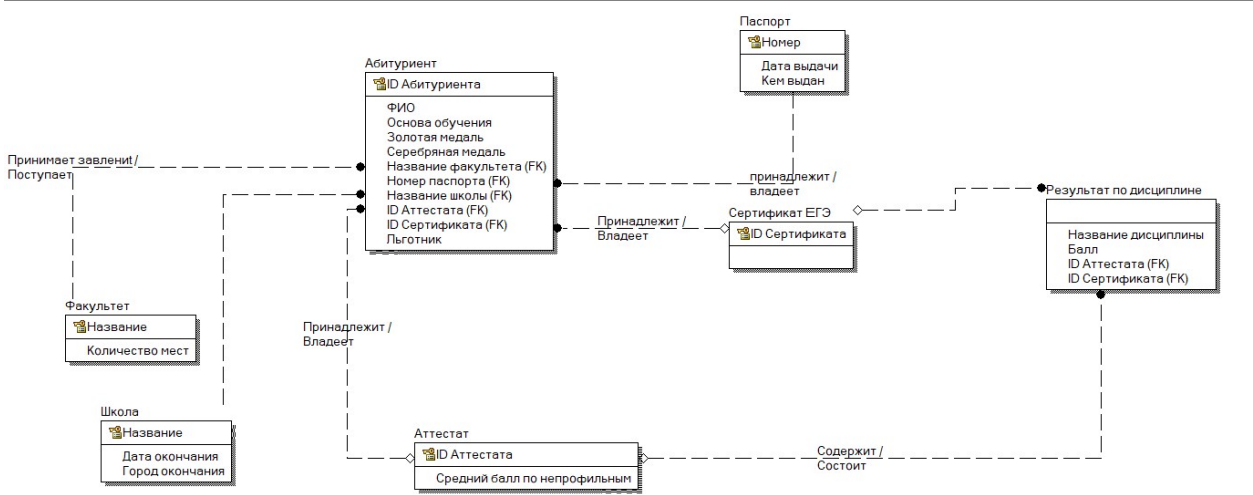 Паспорт
Номер
Дата выдачи
Кем выдан
Абитуриент
ID Абитуриента
ФИО
Основа обучения
Золотая медаль
Серебряная медаль
Название факультета (FK)
Номер паспорта (FK)
Название школы (FK)
ID Аттестата (FK)
ID Сертификата (FK)
Льготник
Принимает завлениt /
Поступает
принадлежит /
владеет
Сертификат ЕГЭ
ID Сертификата
Принадлежит /
Владеет
Результат по дисциплине
Название дисциплины
Балл
ID Аттестата (FK)
ID Сертификата (FK)
Факультет
Название
Количество мест
Принадлежит /
Владеет
Школа
Название
Дата окончания
Город окончания
Аттестат
ID Аттестата
Средний балл по непрофильным
Содержит /
Состоит